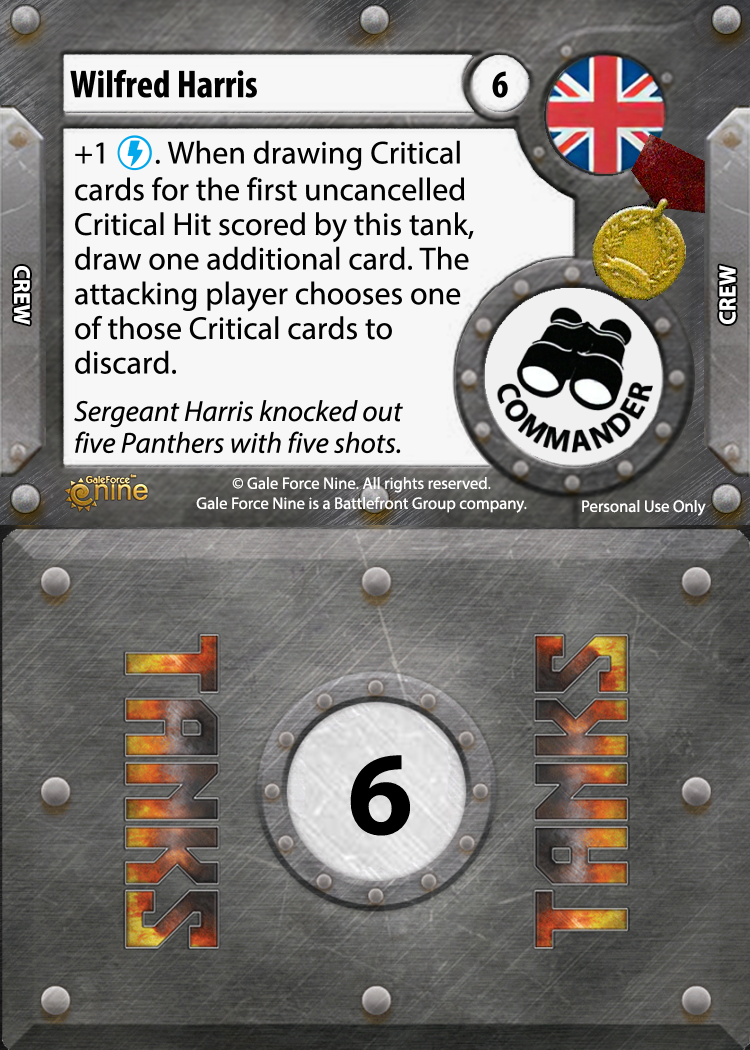 Wilfred Harris
6
+1 . When drawing Critical
cards for the first uncancelled
Critical Hit scored by this tank,
draw one additional card. The
attacking player chooses one
of those Critical cards to
discard.
Sergeant Harris knocked out
five Panthers with five shots.
CREW
CREW
COMMANDER
GaleForce™
nine
© Gale Force Nine. All rights reserved.
Gale Force Nine is a Battlefront Group company.
Personal Use Only
TANKS
6
TANKS